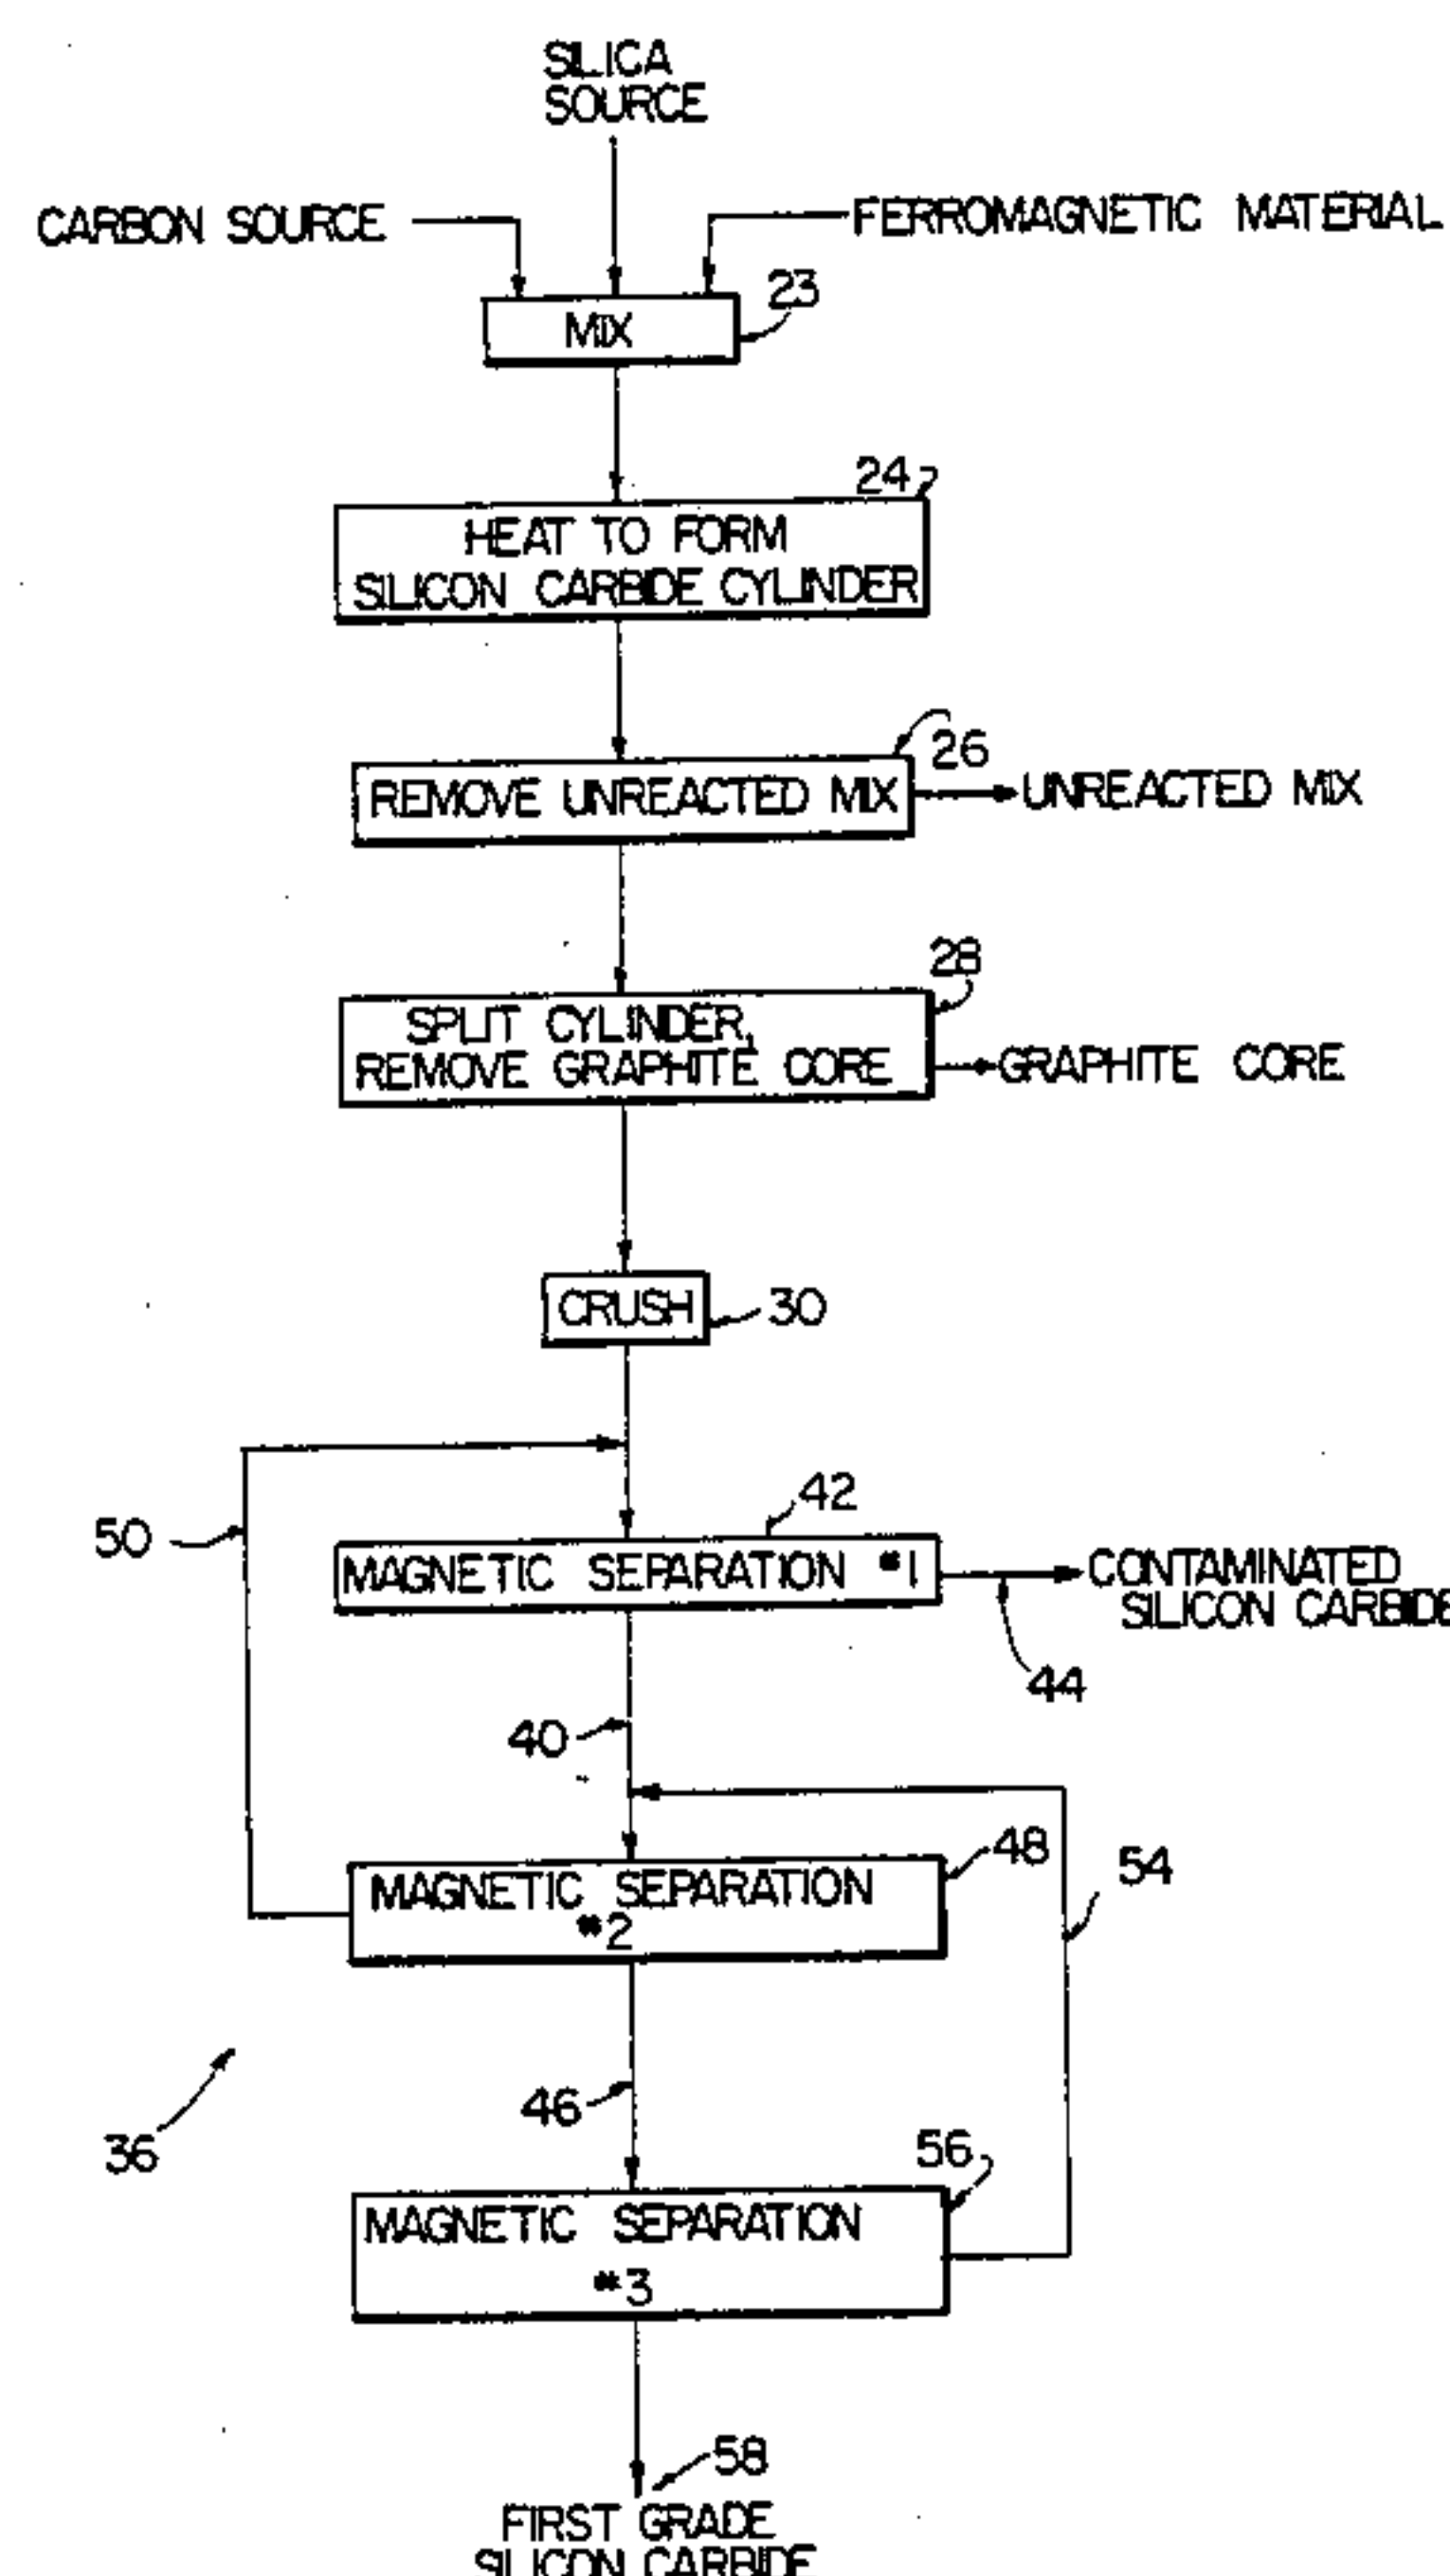 SILICA
SOURCE
CARBON SOURCE
FERROMAGNETIC MATERIAL
23
MIX
24
HEAT TO FORM
SILICON CARBIDE CYLINDER
26
REMOVE UNREACTED MIX
UNREACTED MIX
28
SPLIT CYLINDER,
REMOVE GRAPHITE CORE
GRAPHITE CORE
CRUSH
30
42
50
MAGNETIC SEPARATION #1
CONTAMINATED
SILICON CARBIDE
44
40
48
54
MAGNETIC SEPARATION
#2
46
36
56
MAGNETIC SEPARATION
#3
58
FIRST GRADE
SILICON CARBIDE